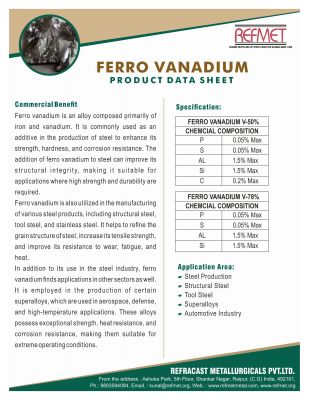 REFMET
FERRO VANADIUM
PRODUCT DATA SHEET
Commercial Benefit
Ferro vanadium is an alloy composed primarily of
iron and vanadium. It is commonly used as an
additive in the production of steel to enhance its
strength, hardness, and corrosion resistance. The
addition of ferro vanadium to steel can improve its
structural integrity, making it suitable for
applications where high strength and durability are
required.
Ferro vanadium is also utilized in the manufacturing
of various steel products, including structural steel,
tool steel, and stainless steel. It helps to refine the
grain structure of steel, increase its tensile strength,
and improve its resistance to wear, fatigue, and
heat.
In addition to its use in the steel industry, ferro
vanadium finds applications in other sectors as well.
It is employed in the production of certain
superalloys, which are used in aerospace, defense,
and high-temperature applications. These alloys
possess exceptional strength, heat resistance, and
corrosion resistance, making them suitable for
extreme operating conditions.
Specification:
FERRO VANADIUM V-50%
CHEMCIAL COMPOSITION
P 0.05% Max
S 0.05% Max
AL 1.5% Max
Si 1.5% Max
C 0.2% Max
FERRO VANADIUM V-78%
CHEMCIAL COMPOSITION
P 0.05% Max
S 0.05% Max
AL 1.5% Max
Si 1.5% Max
Application Area:
Steel Production
Structural Steel
Tool Steel
Superalloys
Automotive Industry
REFRACAST METALLURGICALS PVT.LTD.
From the address : Ashoka Park, 5th Floor, Shankar Nagar, Raipur, (C.G) India, 492101,
Ph.: 9893594094, Email. : kunal@refmet.org, Web. : www.refmetmetal.com, www.refmet.org